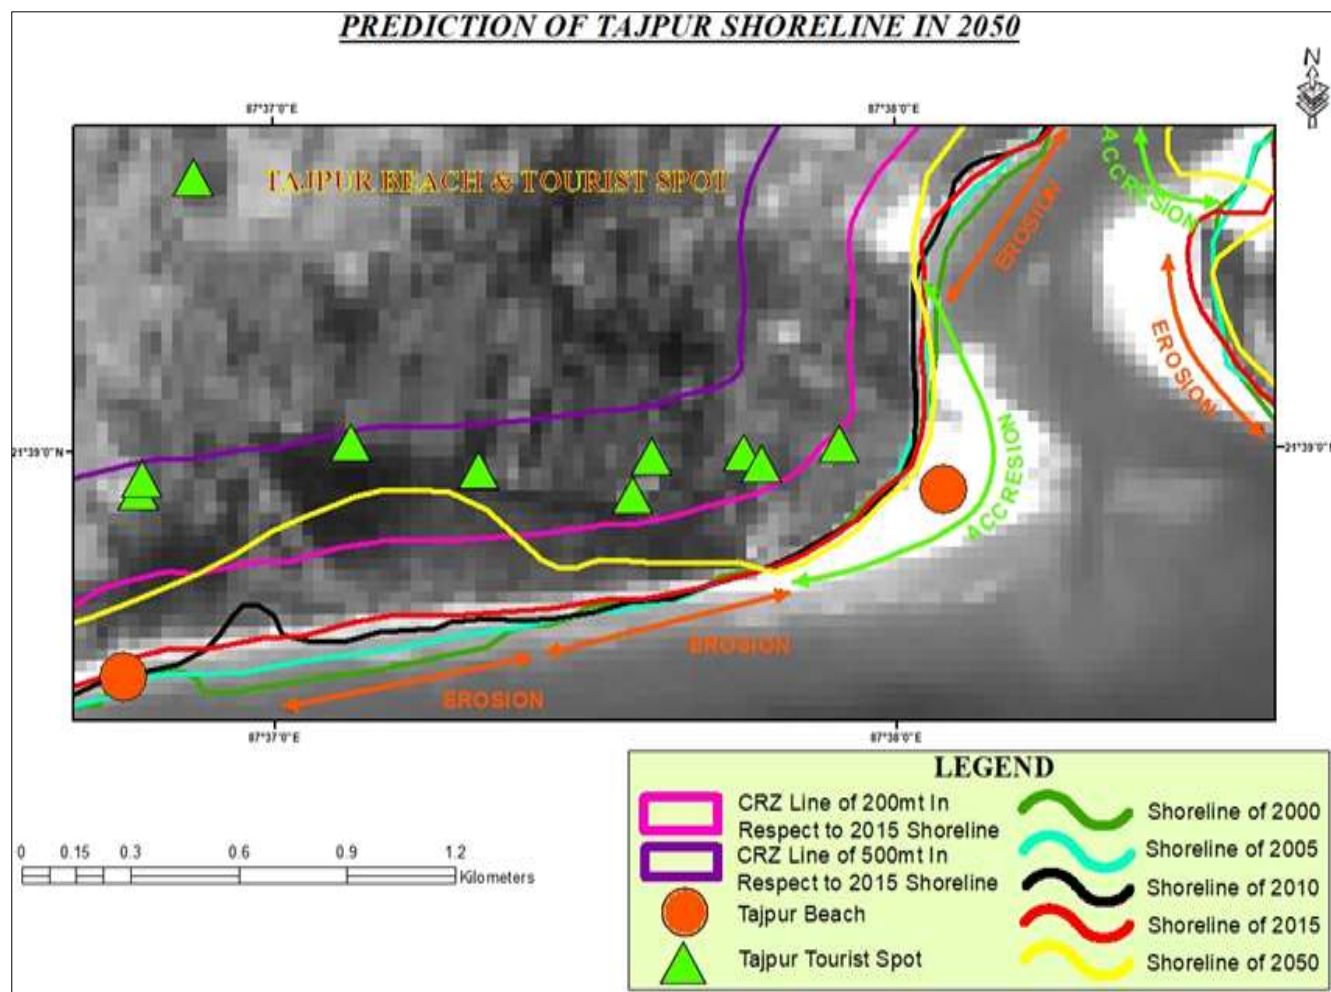 PREDICTION OF TAJPUR SHORELINE IN 2050
N
87°37'0"E
87°38'0"E
TAJPUR BEACH & TOURIST SPOT
ACCRESION
EROSION
EROSION
ACCRESION
21°39'0"N
21°39'0"N
EROSION
EROSION
87°37'0"E
87°38'0"E
LEGEND
CRZ Line of 200mt In
Respect to 2015 Shoreline
CRZ Line of 500mt In
Respect to 2015 Shoreline
Tajpur Beach
Tajpur Tourist Spot
Shoreline of 2000
Shoreline of 2005
Shoreline of 2010
Shoreline of 2015
Shoreline of 2050
0 0.15 0.3 0.6 0.9 1.2
Kilometers